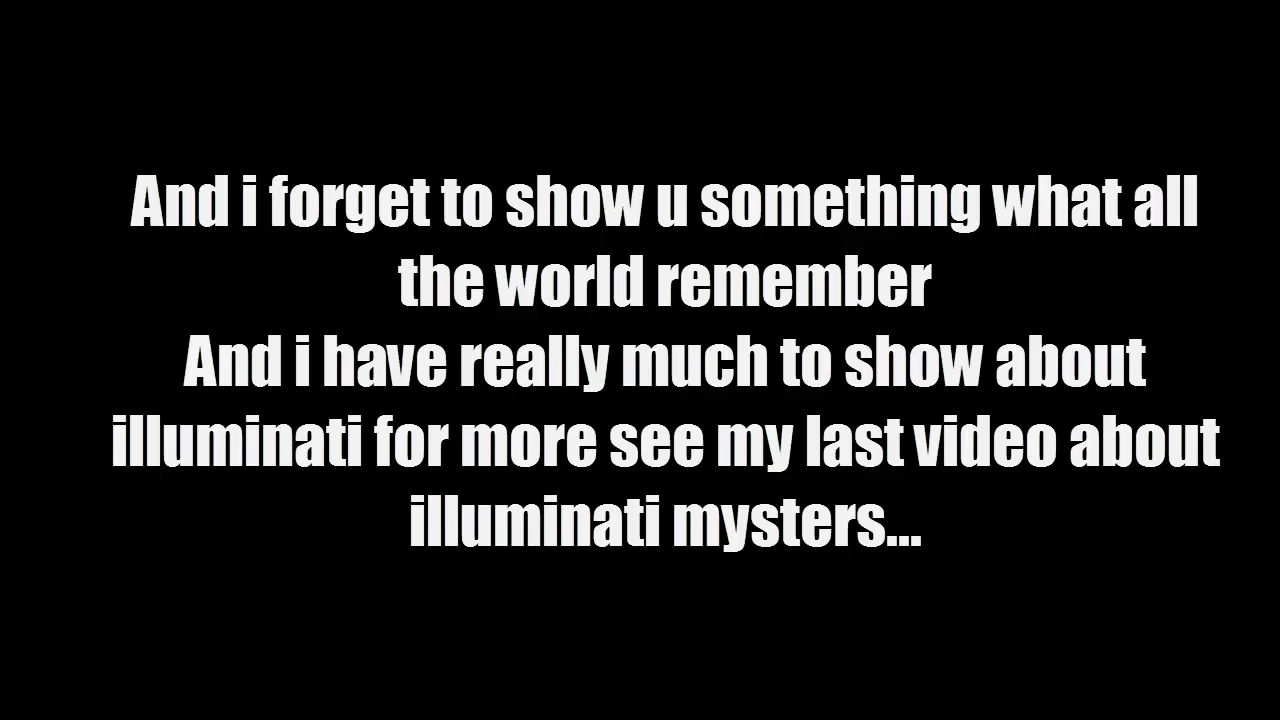 And i forget to show u something what all
the world remember
And i have really much to show about
illuminati for more see my last video about
illuminati mysters...